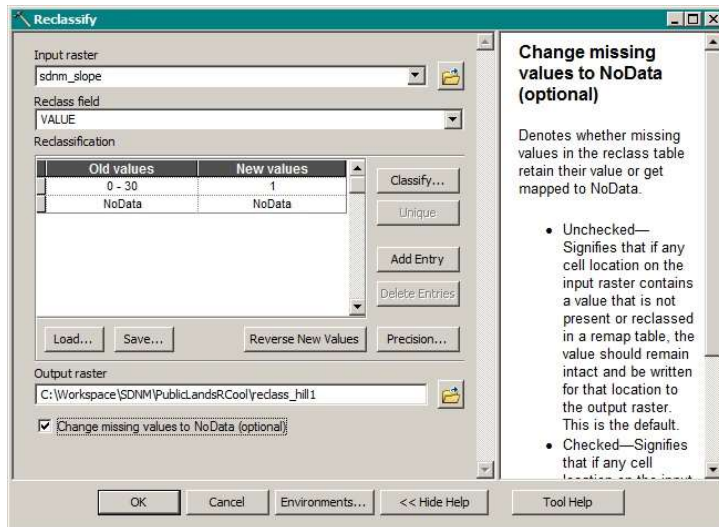 Reclassify
Input raster
sdnm_slope
Reclass field
VALUE
Reclassification
Old values New values
0 - 30 1
NoData NoData
Classify...
Unique
Add Entry
Delete Entries
Load... Save... Reverse New Values Precision...
Output raster
C:\Workspace\SDNM\PublicLandsRCool\reclass_hill1
Change missing values to NoData (optional)
OK Cancel Environments... << Hide Help Tool Help
Change missing
values to NoData
(optional)
Denotes whether missing
values in the reclass table
retain their value or get
mapped to NoData.
• Unchecked—
Signifies that if any
cell location on the
input raster contains
a value that is not
present or reclassed
in a remap table, the
value should remain
intact and be written
for that location to
the output raster.
This is the default.
• Checked—Signifies
that if any cell
location on the input